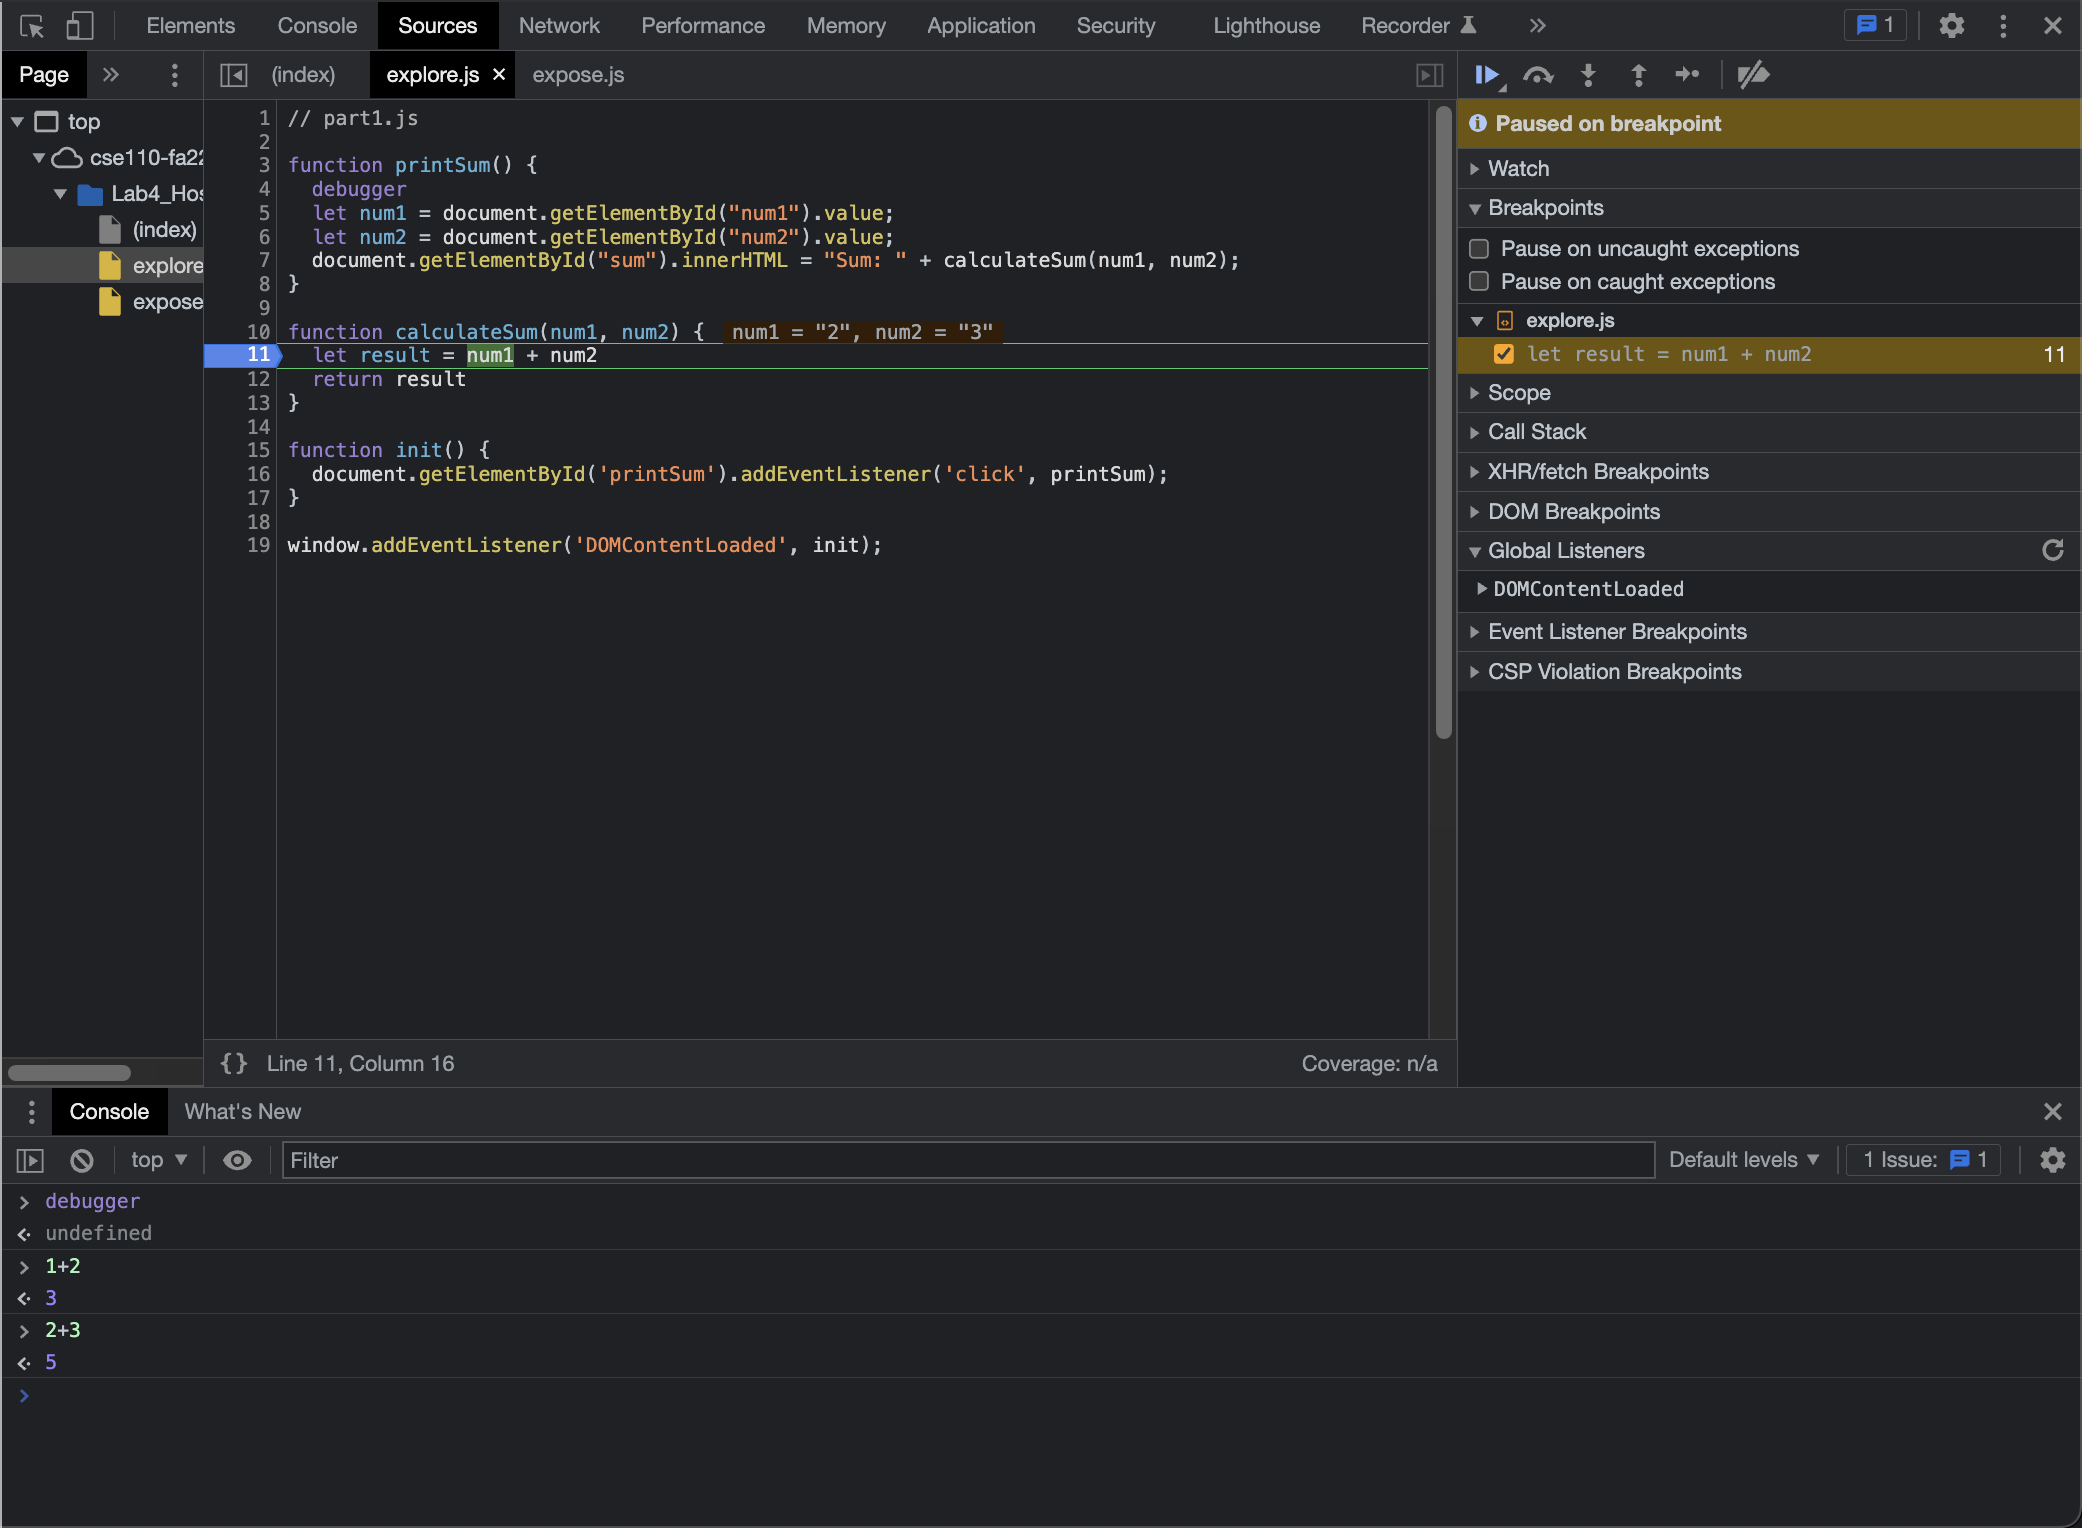 Elements Console Sources Network Performance Memory Application Security Lighthouse Recorder 1
Page (index) explore.js expose.js
top
cse110-fa22
Lab4_Hos
(index)
explore
expose
1 // part1.js
2
3 function printSum() {
4 debugger
5 let num1 = document.getElementById("num1").value;
6 let num2 = document.getElementById("num2").value;
7 document.getElementById("sum").innerHTML = "Sum: " + calculateSum(num1, num2);
8 }
9
10 function calculateSum(num1, num2) { num1 = "2", num2 = "3"
11 let result = num1 + num2
12 return result
13 }
14
15 function init() {
16 document.getElementById('printSum').addEventListener('click', printSum);
17 }
18
19 window.addEventListener('DOMContentLoaded', init);
{} Line 11, Column 16 Coverage: n/a
Paused on breakpoint
Watch
Breakpoints
Pause on uncaught exceptions
Pause on caught exceptions
explore.js
let result = num1 + num2 11
Scope
Call Stack
XHR/fetch Breakpoints
DOM Breakpoints
Global Listeners
DOMContentLoaded
Event Listener Breakpoints
CSP Violation Breakpoints
Console What's New
top Filter Default levels 1 Issue: 1
> debugger
undefined
> 1+2
3
> 2+3
5
>